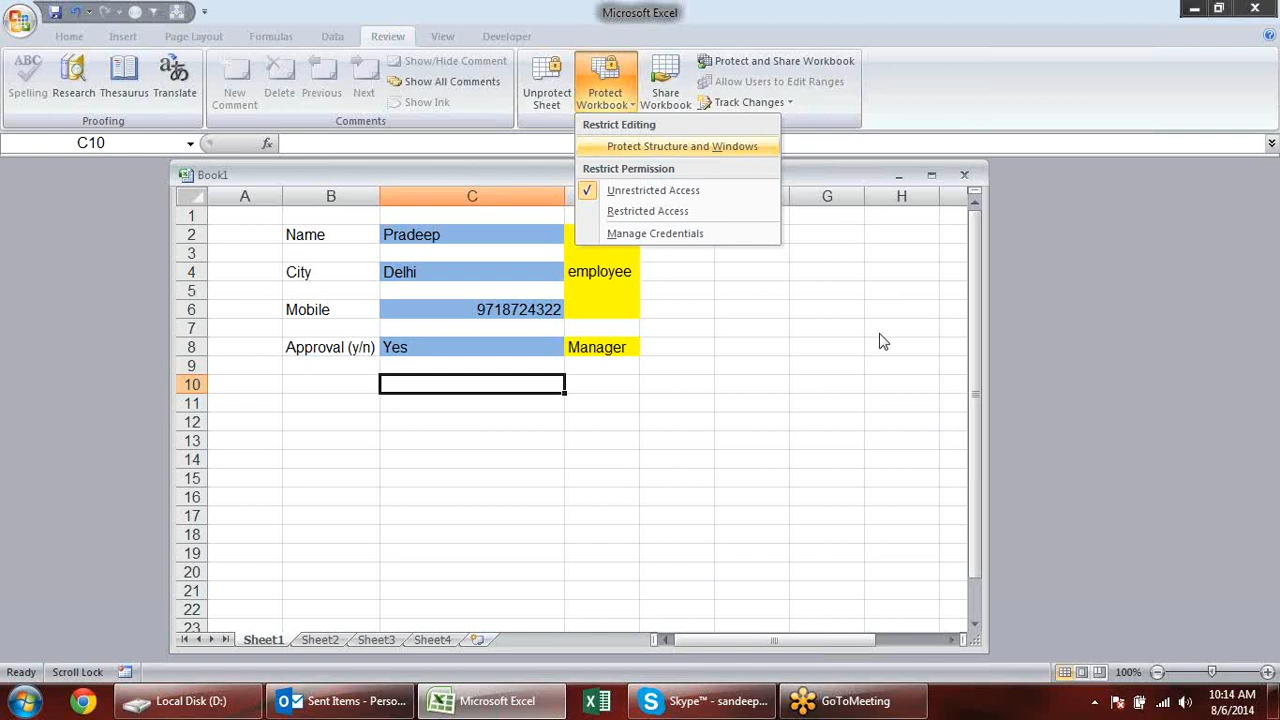 Microsoft Excel
Home Insert Page Layout Formulas Data Review View Developer
ABC
Spelling Research Thesaurus Translate
Proofing
New Comment Delete Previous Next
Show/Hide Comment
Show All Comments
Show Ink
Comments
Unprotect Sheet
Protect Workbook
Share Workbook
Protect and Share Workbook
Allow Users to Edit Ranges
Track Changes
Restrict Editing
Protect Structure and Windows
Restrict Permission
Unrestricted Access
Restricted Access
Manage Credentials
C10
fx
Book1
A B C G H
1
2 Name Pradeep
3
4 City Delhi employee
5
6 Mobile 9718724322
7
8 Approval (y/n) Yes Manager
9
10
11
12
13
14
15
16
17
18
19
20
21
22
23
Sheet1 Sheet2 Sheet3 Sheet4
Ready Scroll Lock 100%
Local Disk (D:) Sent Items - Perso... Microsoft Excel Skype™ - sandeep... GoToMeeting
10:14 AM
8/6/2014